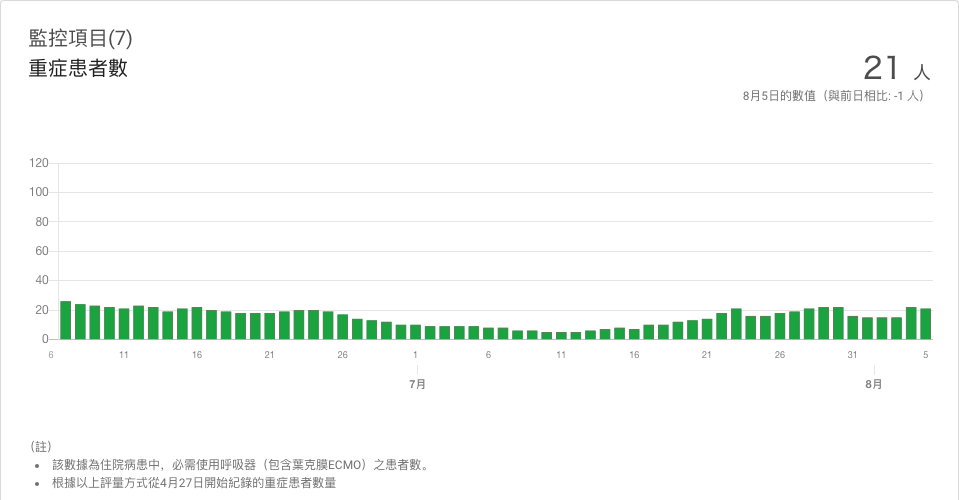 監控項目(7)
重症患者數
21 人
8月5日的數值（與前日相比: -1 人）
120
100
80
60
40
20
0
6 11 16 21 26 1 6 11 16 21 26 31 5
7月 8月
（註）
• 該數據為住院病患中，必需使用呼吸器（包含葉克膜ECMO）之患者數。
• 根據以上評量方式從4月27日開始紀錄的重症患者數量